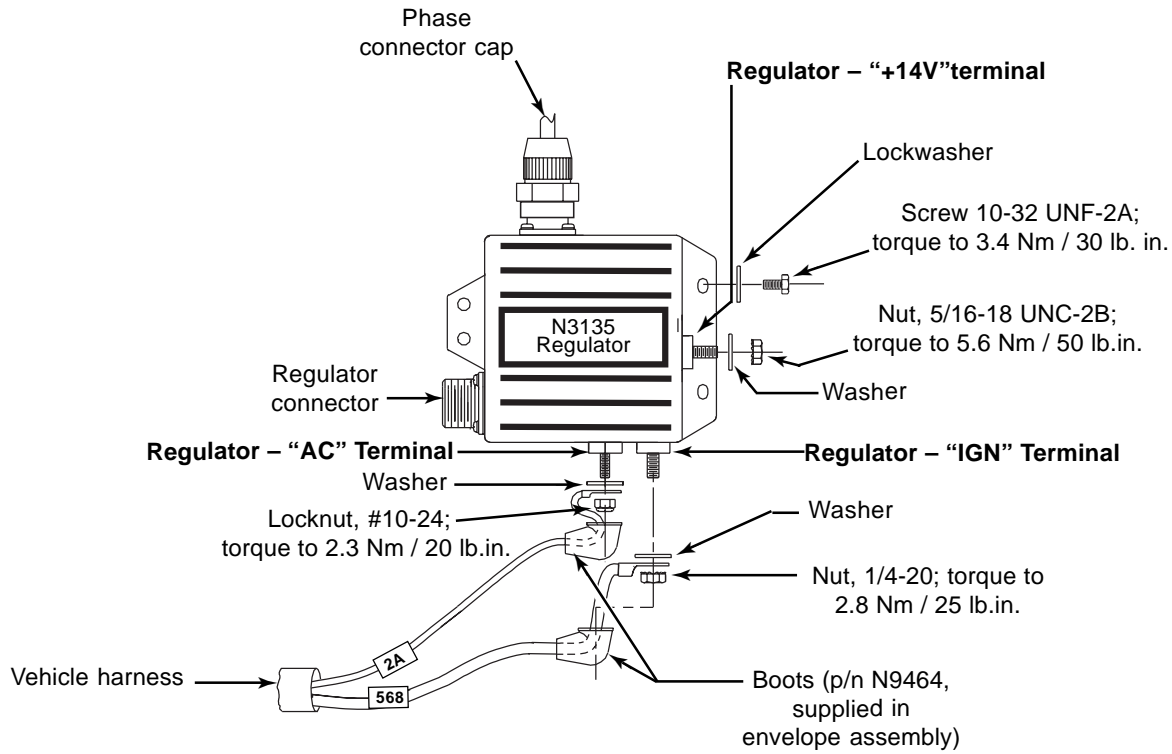 Phase
connector cap
Regulator – “+14V”terminal
Lockwasher
Screw 10-32 UNF-2A;
torque to 3.4 Nm / 30 lb. in.
N3135
Regulator
Nut, 5/16-18 UNC-2B;
torque to 5.6 Nm / 50 lb.in.
Regulator
connector
Washer
Regulator – “AC” Terminal
Regulator – “IGN” Terminal
Washer
Locknut, #10-24;
torque to 2.3 Nm / 20 lb.in.
Washer
Nut, 1/4-20; torque to
2.8 Nm / 25 lb.in.
2A
Vehicle harness
568
Boots (p/n N9464,
supplied in
envelope assembly)